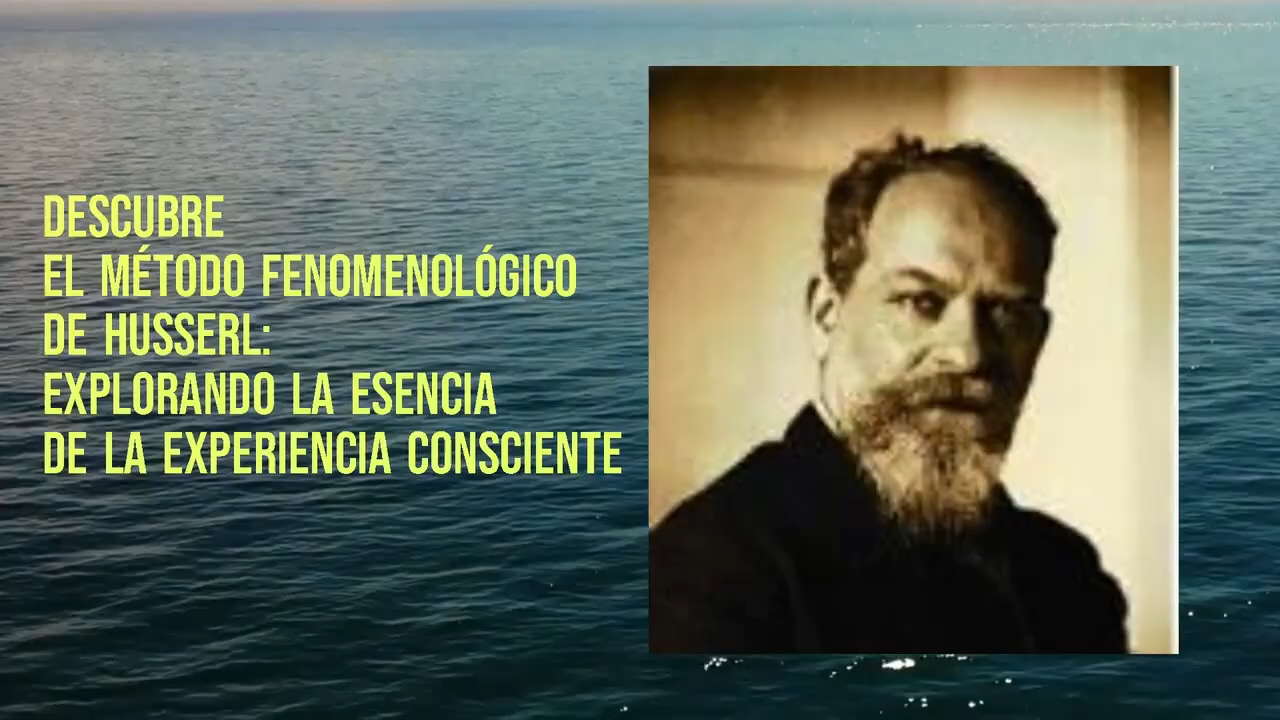 DESCUBRE
EL MÉTODO FENOMENOLÓGICO
DE HUSSERL:
EXPLORANDO LA ESENCIA
DE LA EXPERIENCIA CONSCIENTE